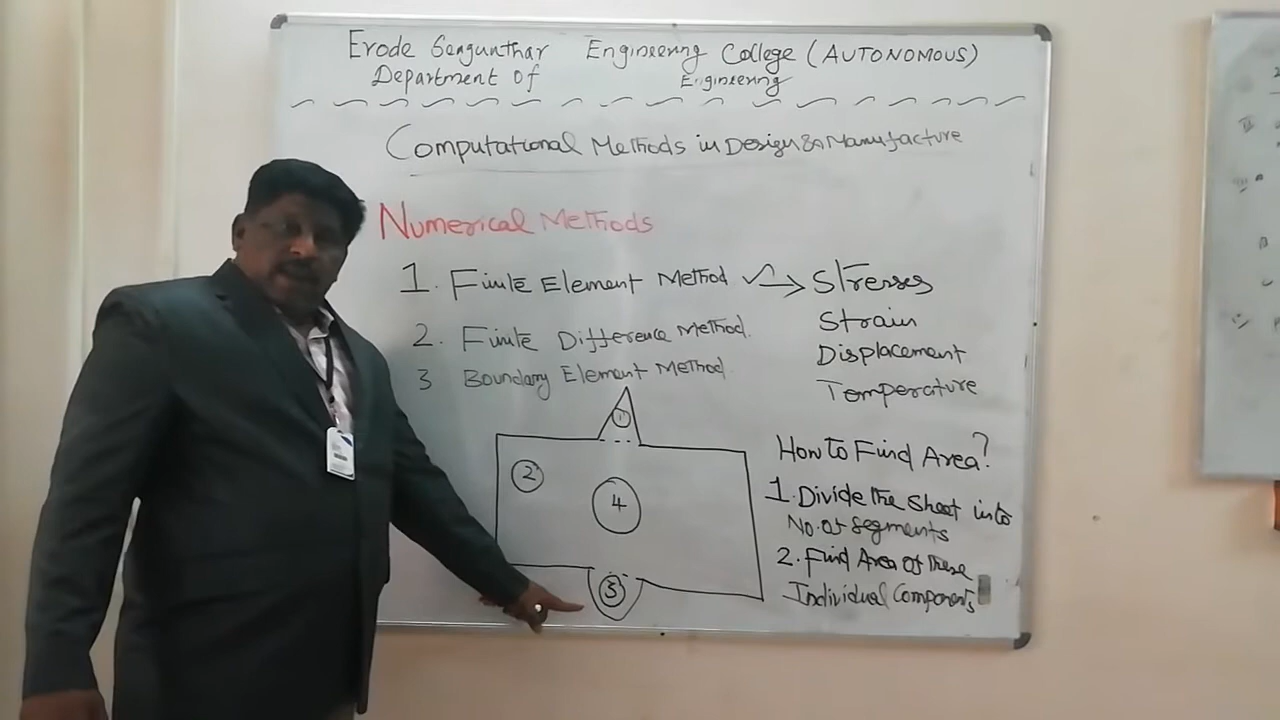 Erode Sengunthar Engineering College (AUTONOMOUS)
Department of Engineering
Computational Methods in Design & Manufacture
Numerical Methods
1. Finite Element Method → Stresses
2. Finite Difference Method Strain
3 Boundary Element Method Displacement
Temperature
1
2
4
3
How to Find Area?
1. Divide the Sheet into
No. of segments
2. Find Area of these
Individual Components